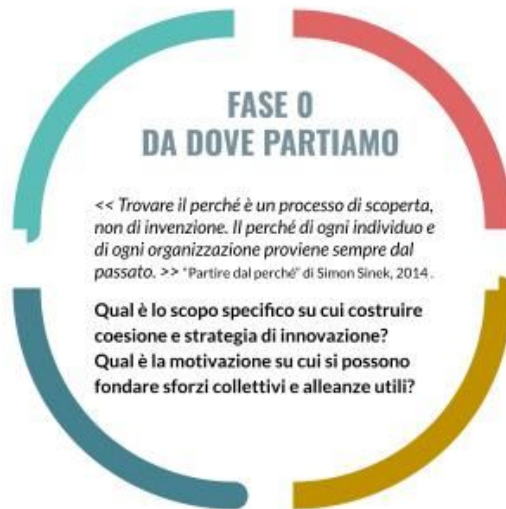 FASE 0
DA DOVE PARTIAMO
<< Trovare il perché è un processo di scoperta,
non di invenzione. Il perché di ogni individuo e
di ogni organizzazione proviene sempre dal
passato. >> "Partire dal perché" di Simon Sinek, 2014 .
Qual è lo scopo specifico su cui costruire
coesione e strategia di innovazione?
Qual è la motivazione su cui si possono
fondare sforzi collettivi e alleanze utili?